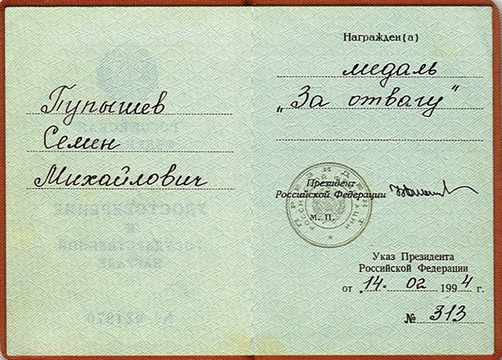 Пупышев
Семен
Михайлович
Награжден(а)
медаль
„За отвагу"
Президент
Российской Федерации
М. П.
Указ Президента
Российской Федерации
от 14. 02 1994 г.
№ 313